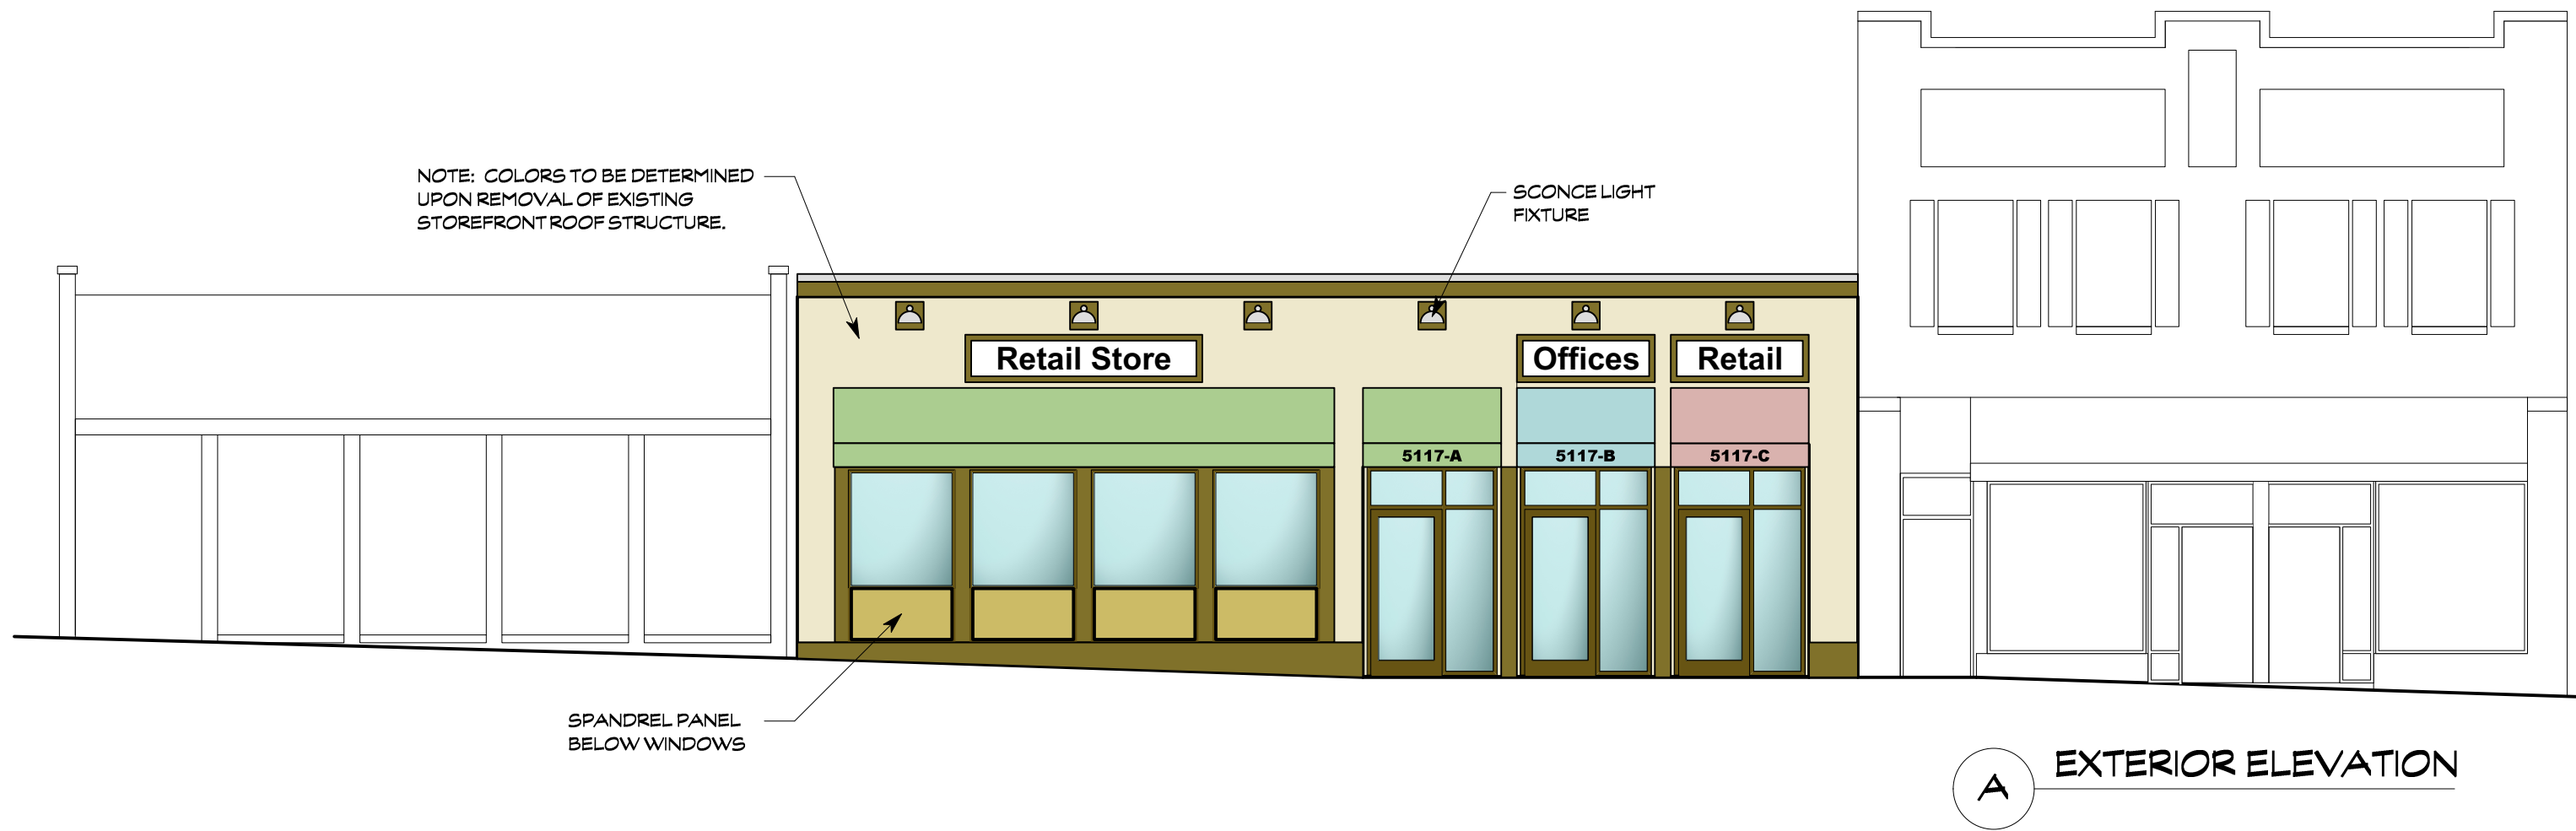 NOTE: COLORS TO BE DETERMINED
UPON REMOVAL OF EXISTING
STOREFRONT ROOF STRUCTURE.
SCONCE LIGHT
FIXTURE
Retail Store
Offices
Retail
5117-A
5117-B
5117-C
SPANDREL PANEL
BELOW WINDOWS
A
EXTERIOR ELEVATION